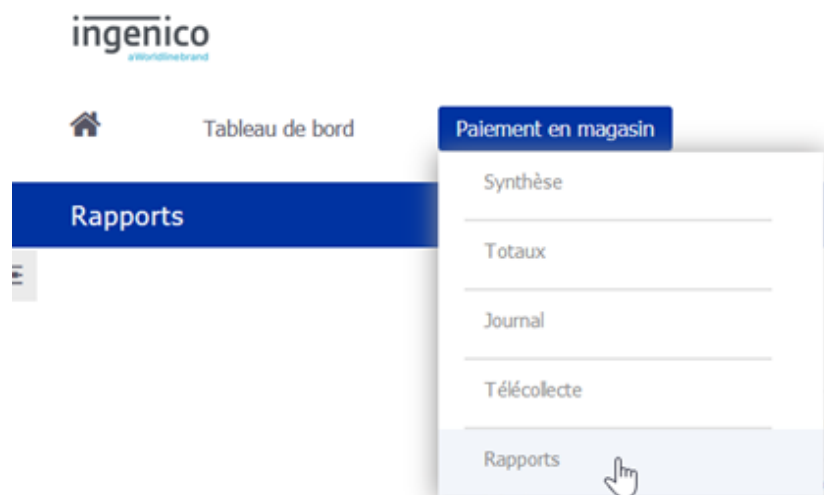 ingenico
a Worldline brand
Tableau de bord
Paiement en magasin
Rapports
Synthèse
Totaux
Journal
Télécollecte
Rapports